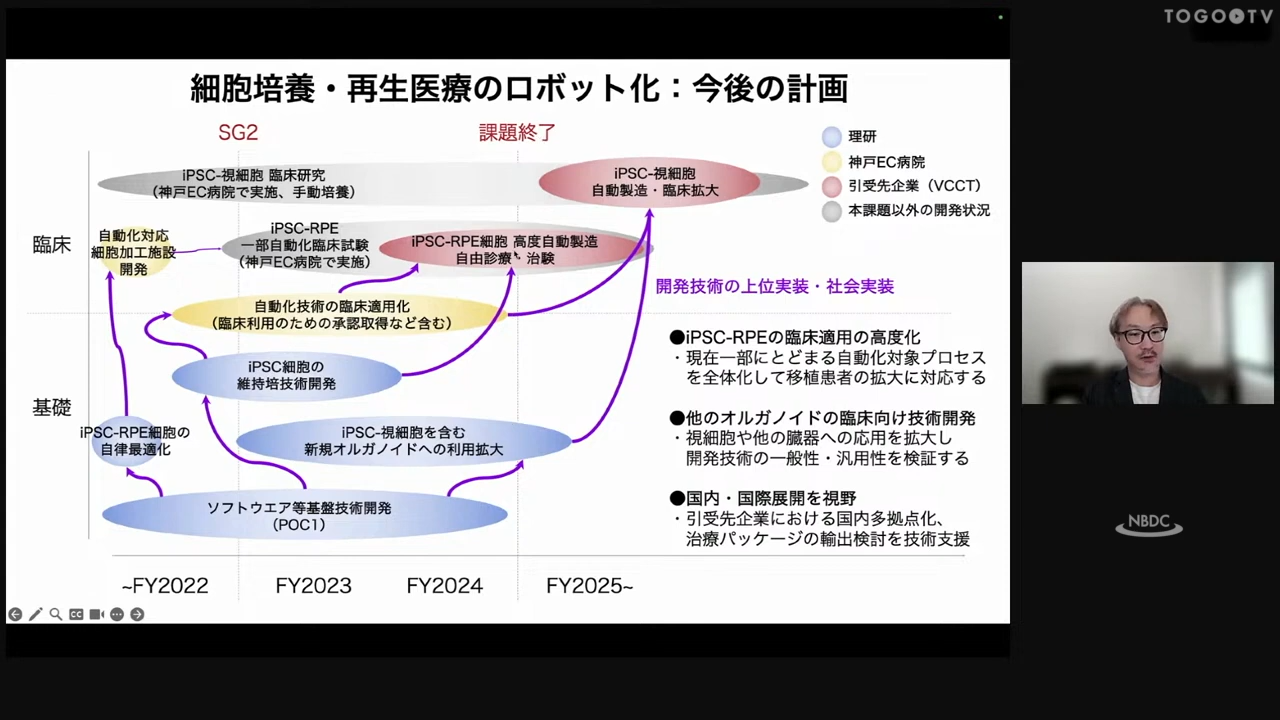 TOGOTV
細胞培養・再生医療のロボット化：今後の計画
SG2
課題終了
理研
神戸EC病院
引受先企業（VCCT）
本課題以外の開発状況
iPSC-視細胞 臨床研究
（神戸EC病院で実施、手動培養）
iPSC-視細胞
自動製造・臨床拡大
臨床
自動化対応
細胞加工施設
開発
iPSC-RPE
一部自動化臨床試験
（神戸EC病院で実施）
iPSC-RPE細胞 高度自動製造
自由診療・治験
開発技術の上位実装・社会実装
自動化技術の臨床適用化
（臨床利用のための承認取得など含む）
iPSC細胞の
維持培技術開発
基礎
iPSC-RPE細胞の
自律最適化
iPSC-視細胞を含む
新規オルガノイドへの利用拡大
ソフトウエア等基盤技術開発
（POC1）
●iPSC-RPEの臨床適用の高度化
・現在一部にとどまる自動化対象プロセス
を全体化して移植患者の拡大に対応する
●他のオルガノイドの臨床向け技術開発
・視細胞や他の臓器への応用を拡大し
開発技術の一般性・汎用性を検証する
●国内・国際展開を視野
・引受先企業における国内多拠点化、
治療パッケージの輸出検討を技術支援
~FY2022
FY2023
FY2024
FY2025~
CC
NBDC